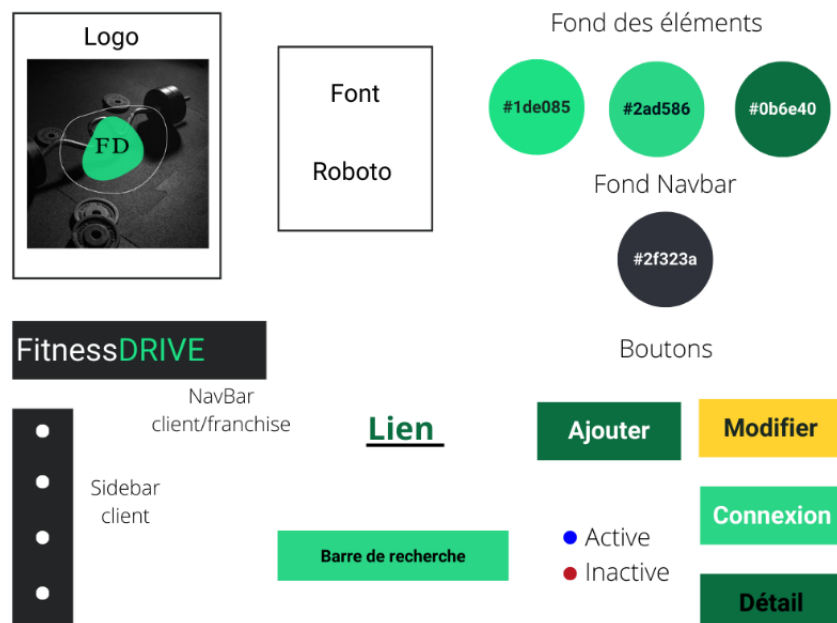 Logo
FD
Font
Roboto
Fond des éléments
#1de085
#2ad586
#0b6e40
Fond Navbar
#2f323a
FitnessDRIVE
NavBar
client/franchise
Sidebar
client
Lien
Barre de recherche
Boutons
Ajouter
Modifier
Connexion
Active
Inactive
Détail